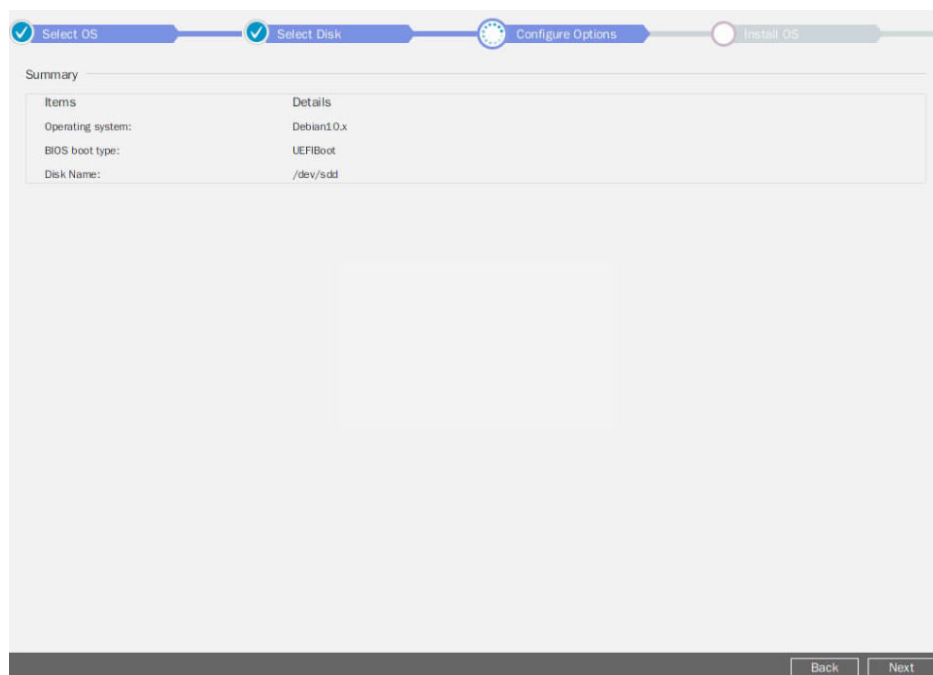 Select OS Select Disk Configure Options Install OS
Summary
Items Details
Operating system: Debian10.x
BIOS boot type: UEFIBoot
Disk Name: /dev/sdd
Back Next